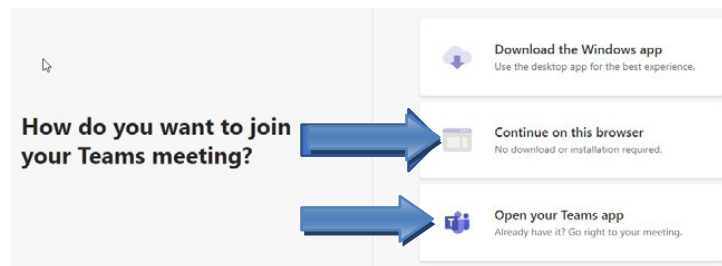 How do you want to join
your Teams meeting?
Download the Windows app
Use the desktop app for the best experience.
Continue on this browser
No download or installation required.
Open your Teams app
Already have it? Go right to your meeting.